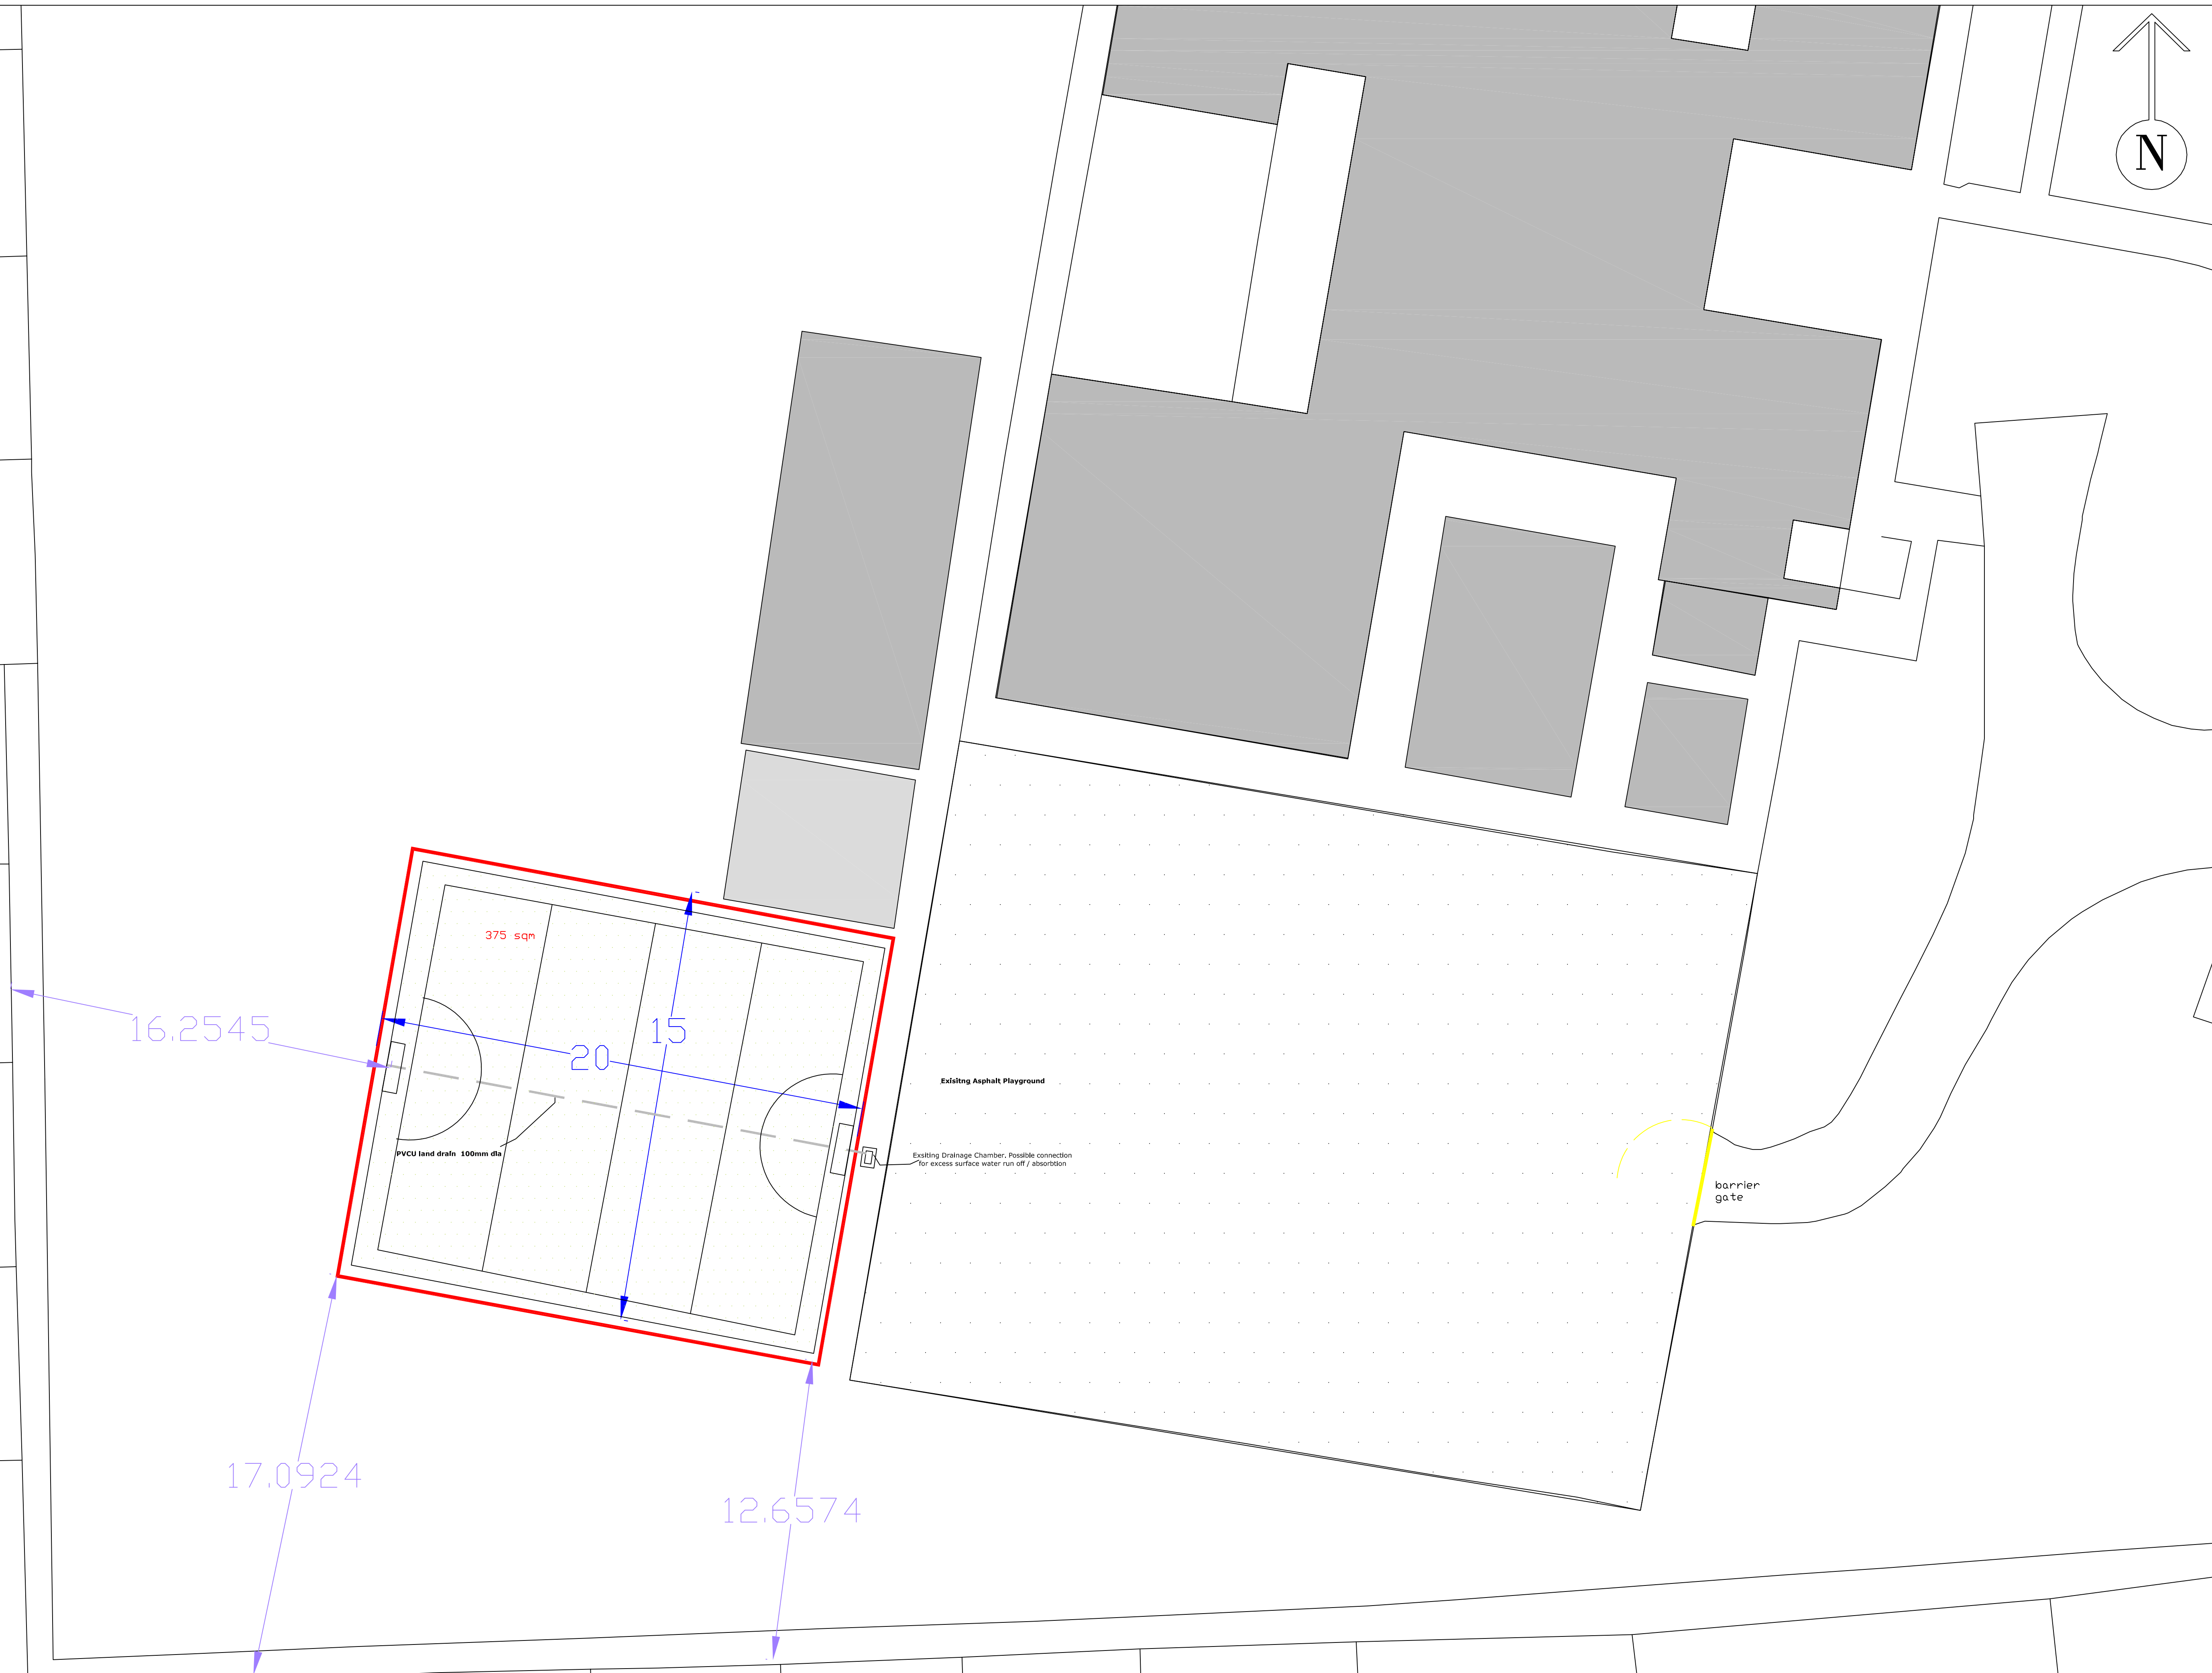 N
375 sqm
16.2545
15
20
Exisitng Asphalt Playground
PVCU land drain 100mm dia
Exsiting Drainage Chamber, Possible connection
for excess surface water run off / absorbtion
barrier
gate
17.0924
12.6574